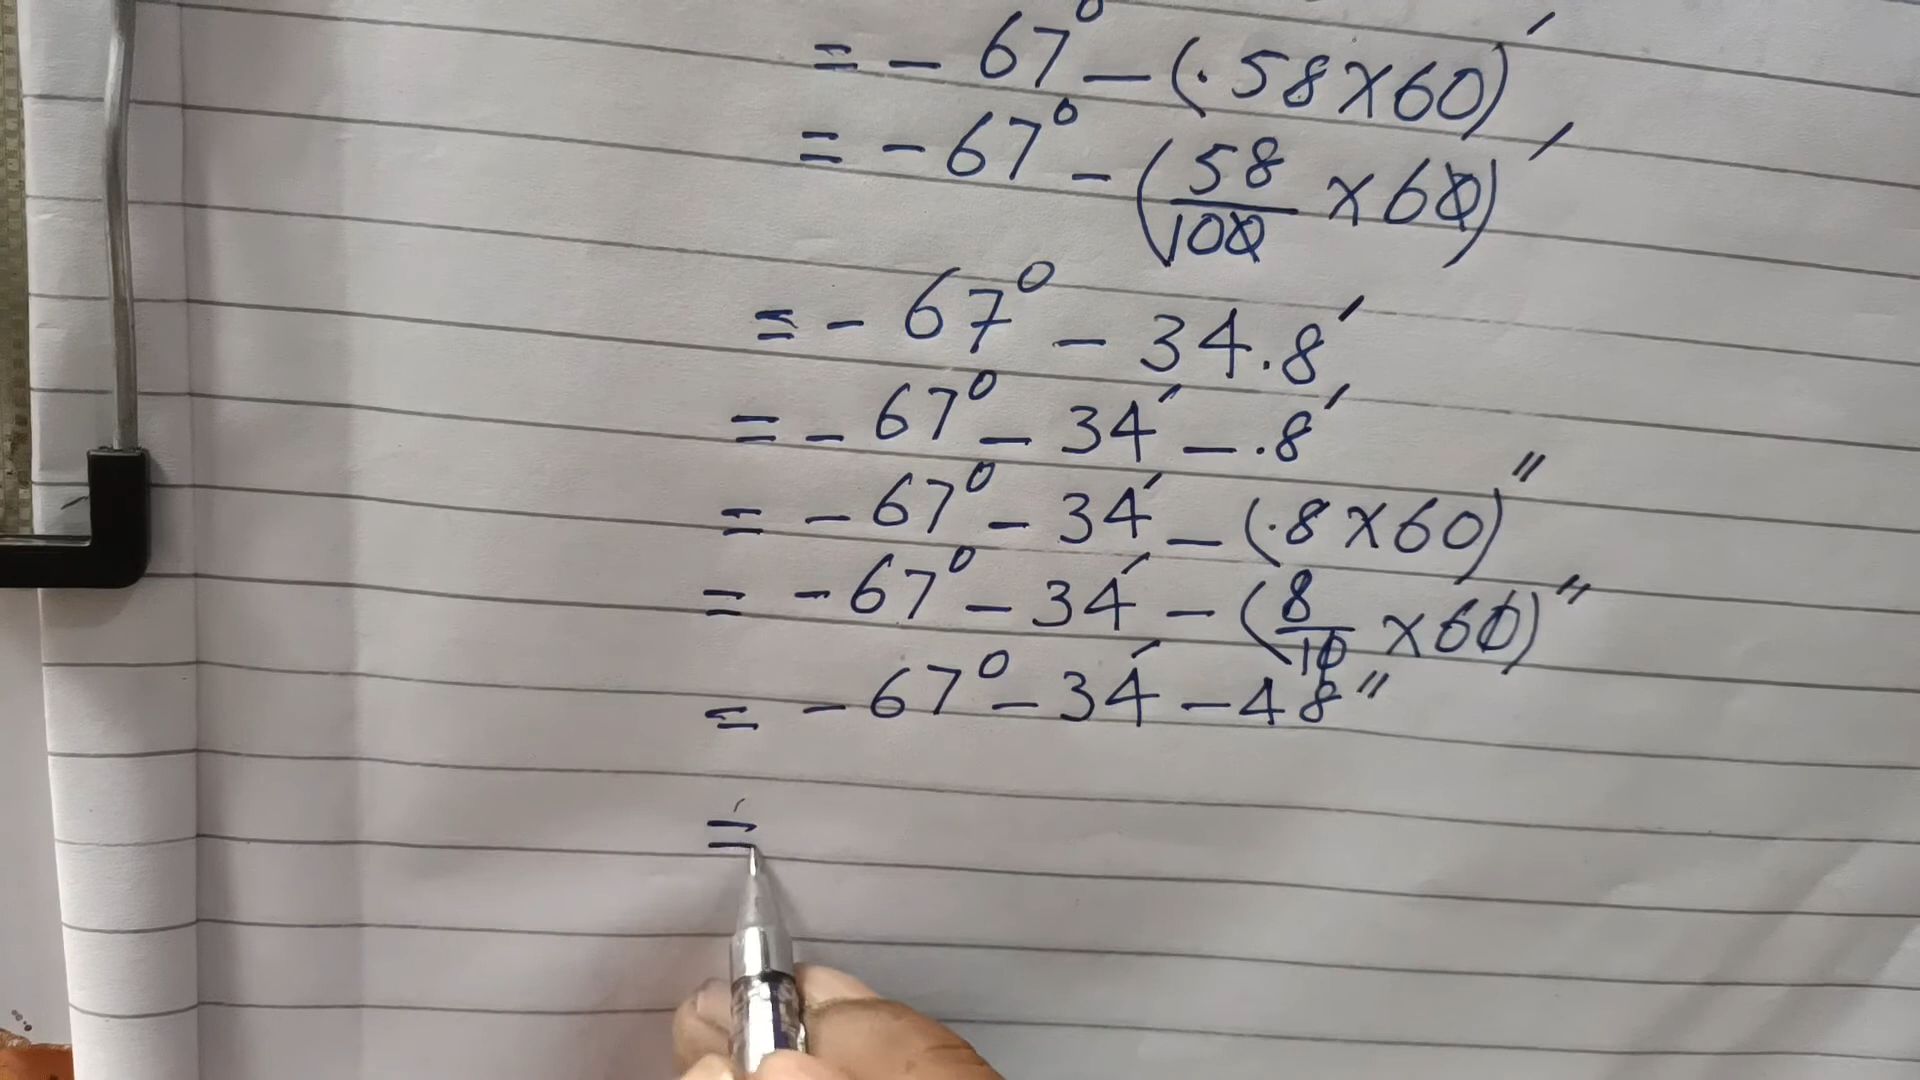 = - 67° - (.58×60)′
= - 67° - (58/100 × 60)′
= - 67° - 34.8′
= - 67° - 34′ - .8′
= - 67° - 34′ - (.8×60)″
= - 67° - 34′ - (8/10 × 60)″
= - 67° - 34′ - 48″
=